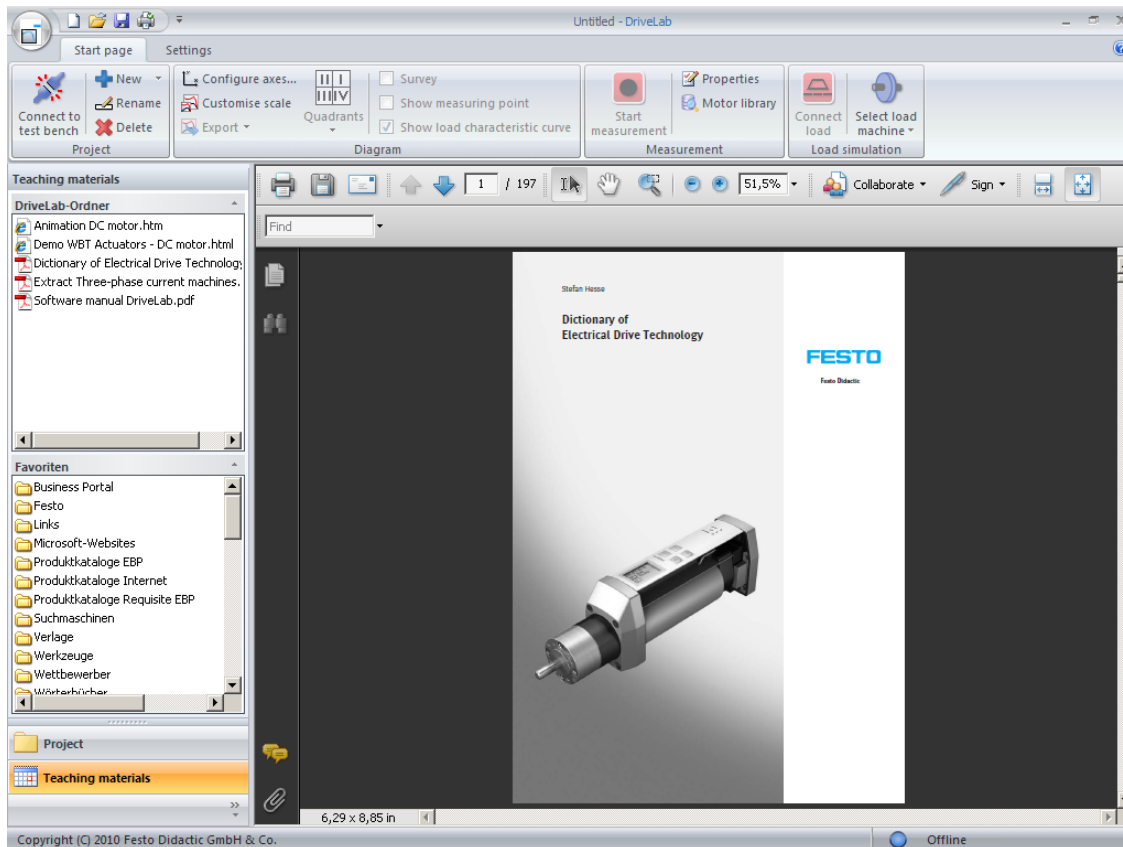 Untitled - DriveLab
Start page Settings
Connect to test bench
New
Rename
Delete
Project
Configure axes...
Customise scale
Export
Quadrants
Survey
Show measuring point
Show load characteristic curve
Diagram
Start measurement
Properties
Motor library
Measurement
Connect load
Select load machine
Load simulation
Teaching materials
DriveLab-Ordner
Animation DC motor.htm
Demo WBT Actuators - DC motor.html
Dictionary of Electrical Drive Technology
Extract Three-phase current machines.
Software manual DriveLab.pdf
Favoriten
Business Portal
Festo
Links
Microsoft-Websites
Produktkataloge EBP
Produktkataloge Internet
Produktkataloge Requisite EBP
Suchmaschinen
Verlage
Werkzeuge
Wettbewerber
Wörterbücher
Project
Teaching materials
1 / 197
51,5%
Collaborate
Sign
Find
Stefan Hesse
Dictionary of
Electrical Drive Technology
FESTO
Festo Didactic
6,29 x 8,85 in
Copyright (C) 2010 Festo Didactic GmbH & Co.
Offline